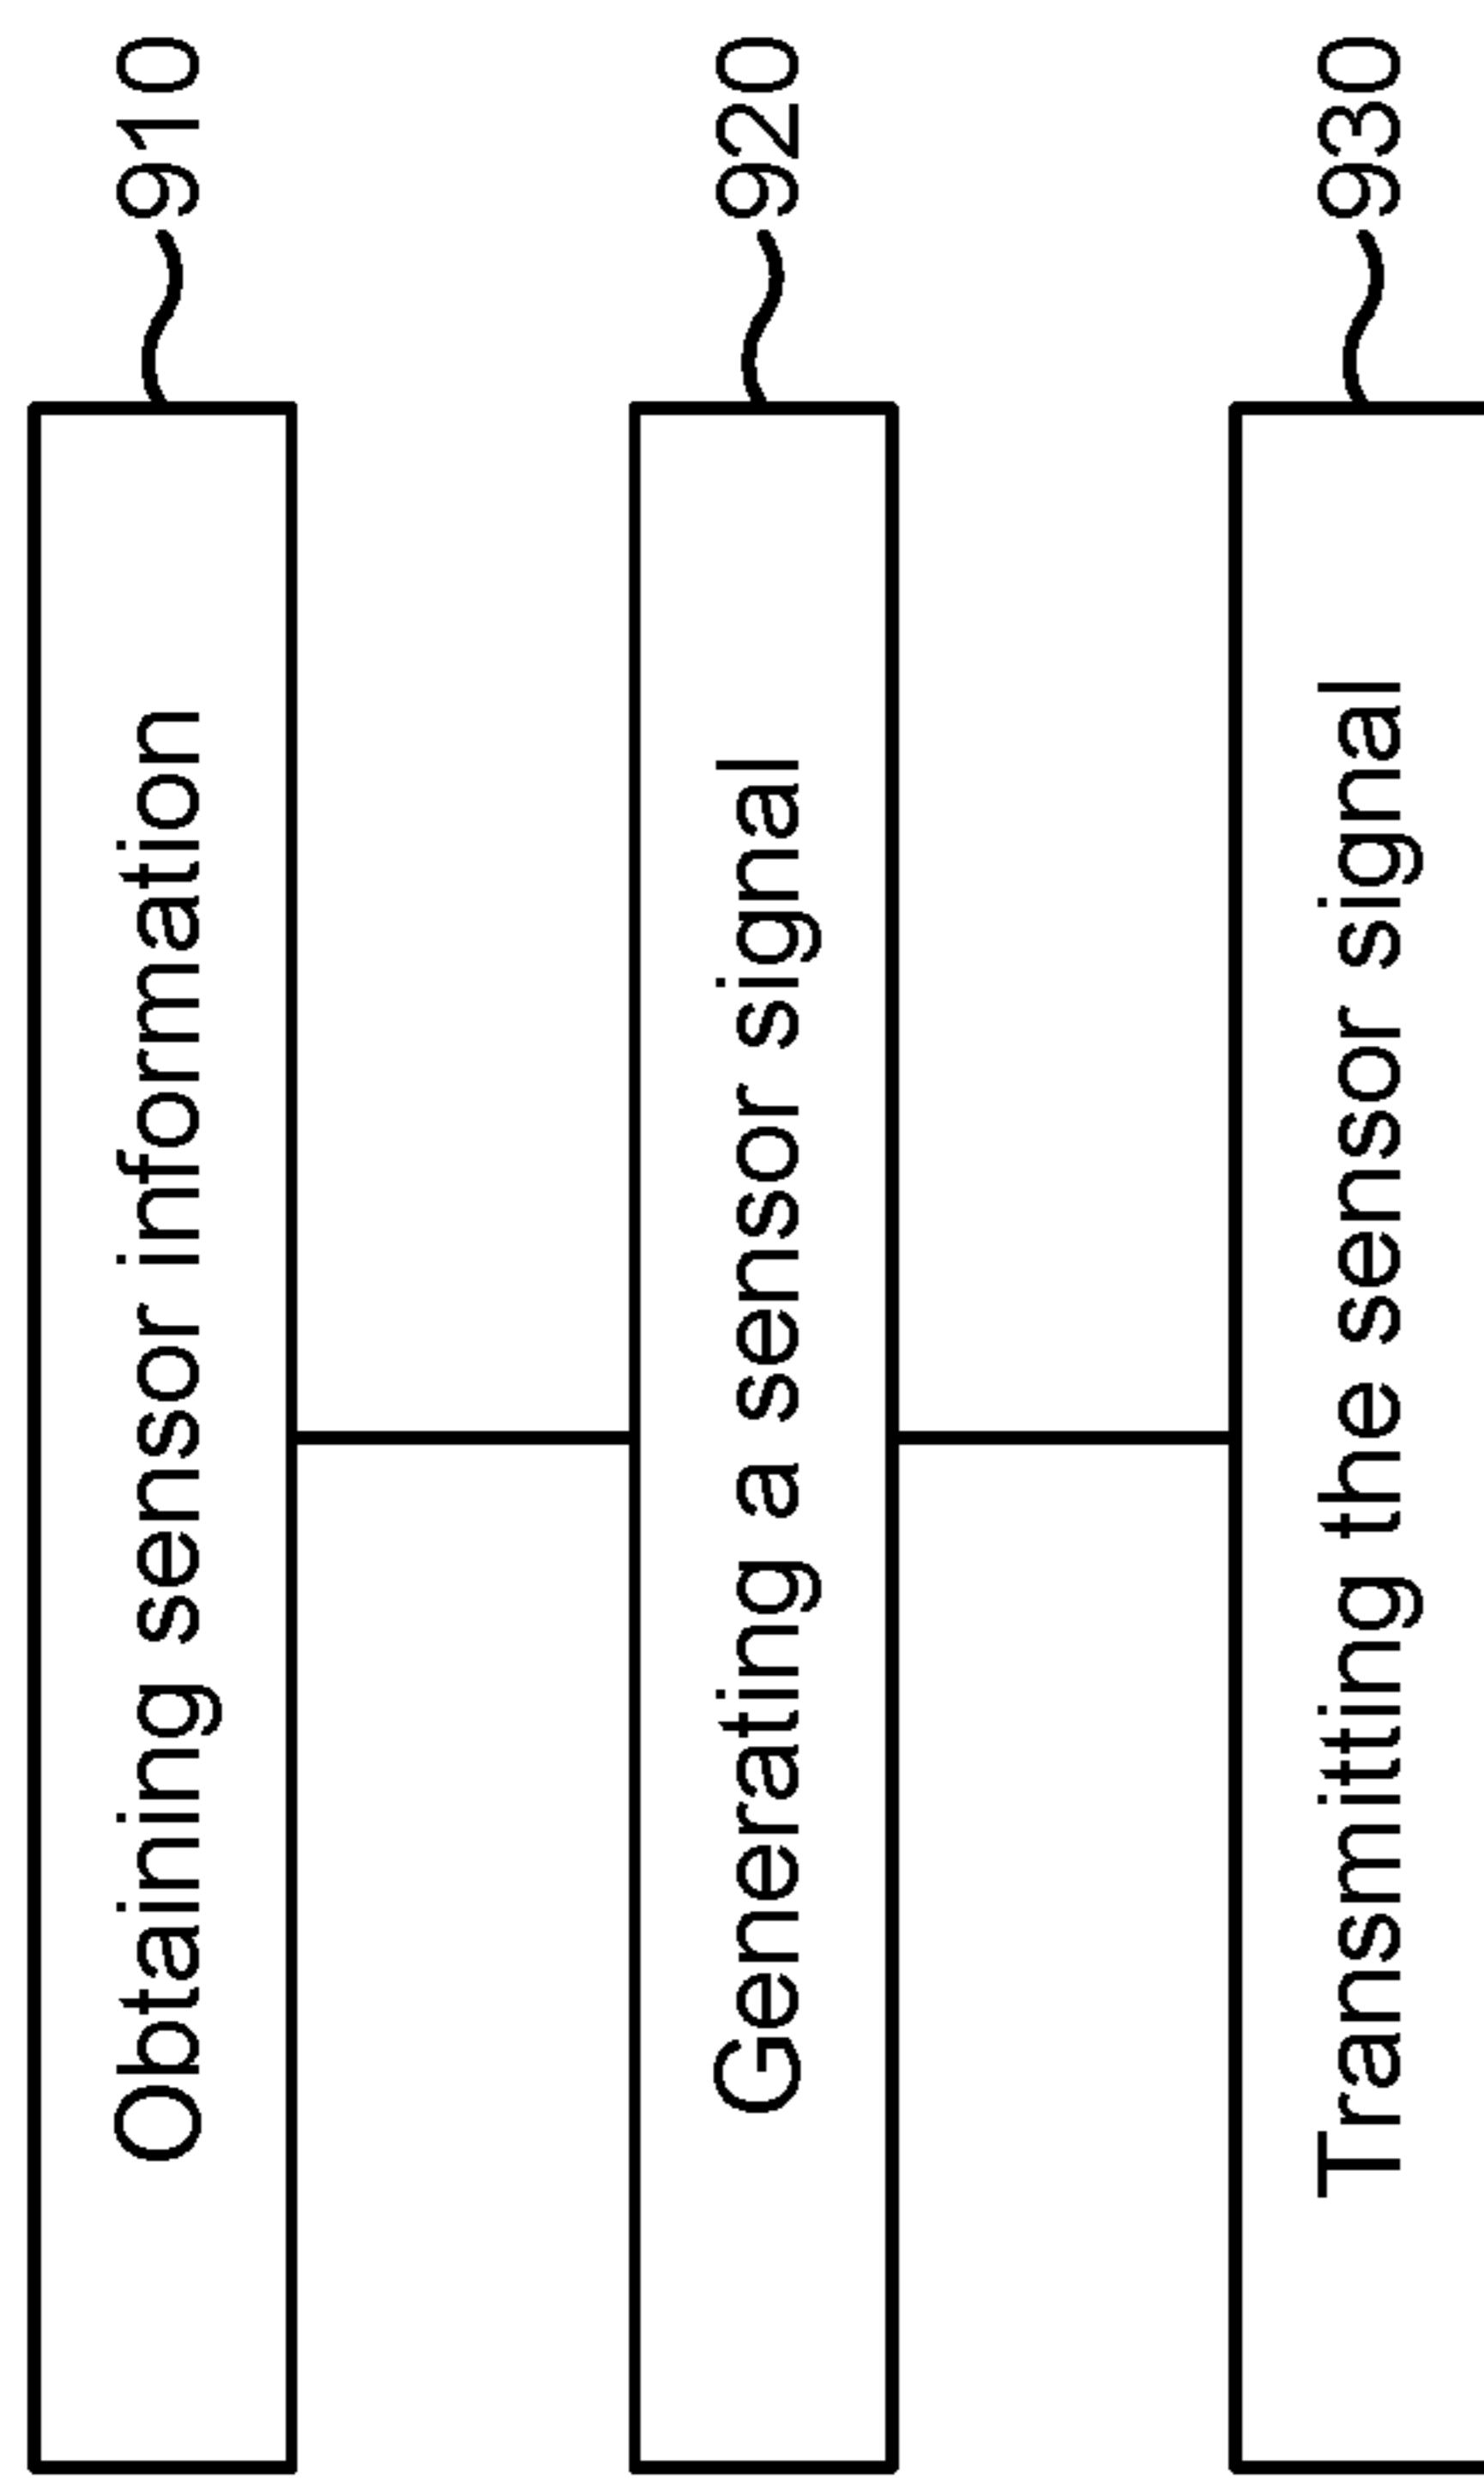 Obtaining sensor information
910
Generating a sensor signal
920
Transmitting the sensor signal
930